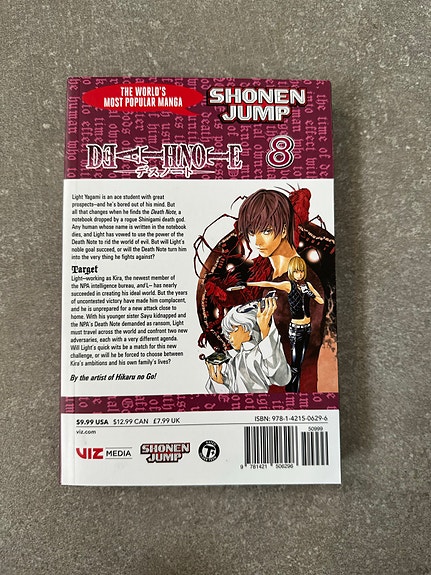 THE WORLD'S
MOST POPULAR MANGA
SHONEN
JUMP
DEATH NOTE
デスノート
8
Light Yagami is an ace student with great
prospects—and he's bored out of his mind. But
all that changes when he finds the Death Note, a
notebook dropped by a rogue Shinigami death god.
Any human whose name is written in the notebook
dies, and Light has vowed to use the power of the
Death Note to rid the world of evil. But will Light's
noble goal succeed, or will the Death Note turn him
into the very thing he fights against?
Target
Light—working as Kira, the newest member of
the NPA intelligence bureau, and L—has nearly
succeeded in creating his ideal world. But the years
of uncontested victory have made him complacent,
and he is unprepared for a new attack close to
home. With his younger sister Sayu kidnapped and
the NPA's Death Note demanded as ransom, Light
must travel across the world and confront two new
adversaries, each with a very different agenda.
Will Light's quick wits be a match for this new
challenge, or will he be forced to choose between
Kira's ambitions and his own family's lives?
By the artist of Hikaru no Go!
$9.99 USA $12.99 CAN £7.99 UK
viz.com
ISBN: 978-1-4215-0629-6
50999
9 781421 506296
VIZ MEDIA
SHONEN
JUMP